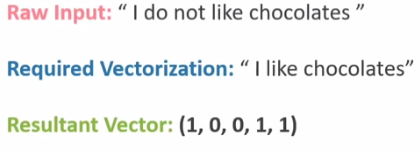 Raw Input: “ I do not like chocolates ”
Required Vectorization: “ I like chocolates”
Resultant Vector: (1, 0, 0, 1, 1)